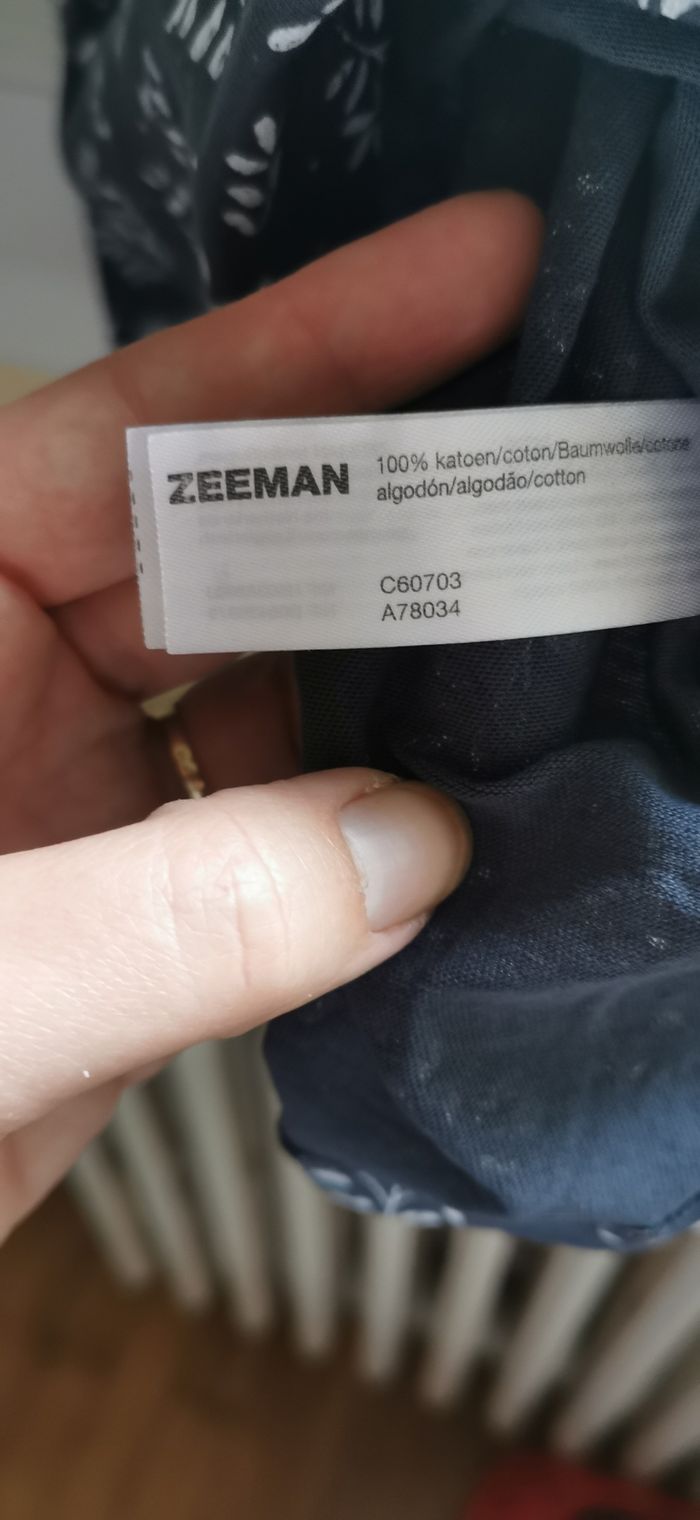 ZEEMAN
100% katoen/coton/Baumwolle/cotone
algodón/algodão/cotton
C60703
A78034